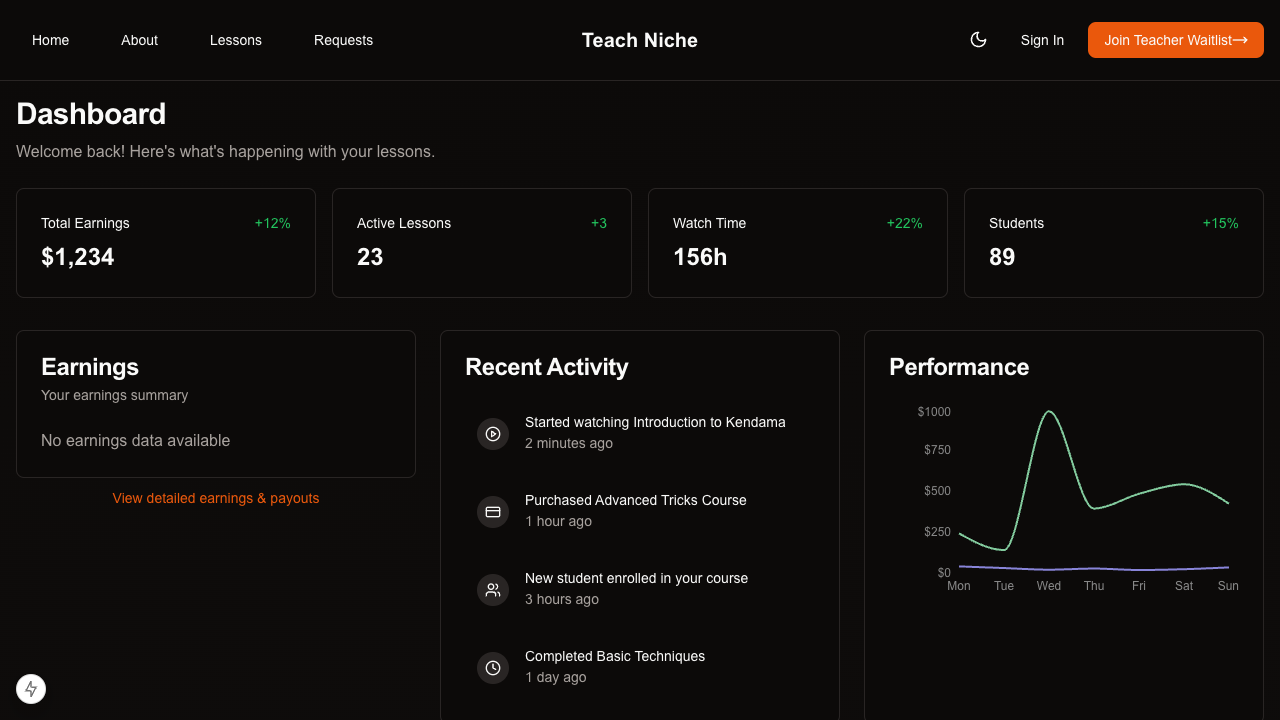 Home
About
Lessons
Requests
Teach Niche
Sign In
Join Teacher Waitlist
Dashboard
Welcome back! Here's what's happening with your lessons.
Total Earnings
+12%
$1,234
Active Lessons
+3
23
Watch Time
+22%
156h
Students
+15%
89
Earnings
Your earnings summary
No earnings data available
View detailed earnings & payouts
Recent Activity
Started watching Introduction to Kendama
2 minutes ago
Purchased Advanced Tricks Course
1 hour ago
New student enrolled in your course
3 hours ago
Completed Basic Techniques
1 day ago
Performance
$1000
$750
$500
$250
$0
Mon Tue Wed Thu Fri Sat Sun